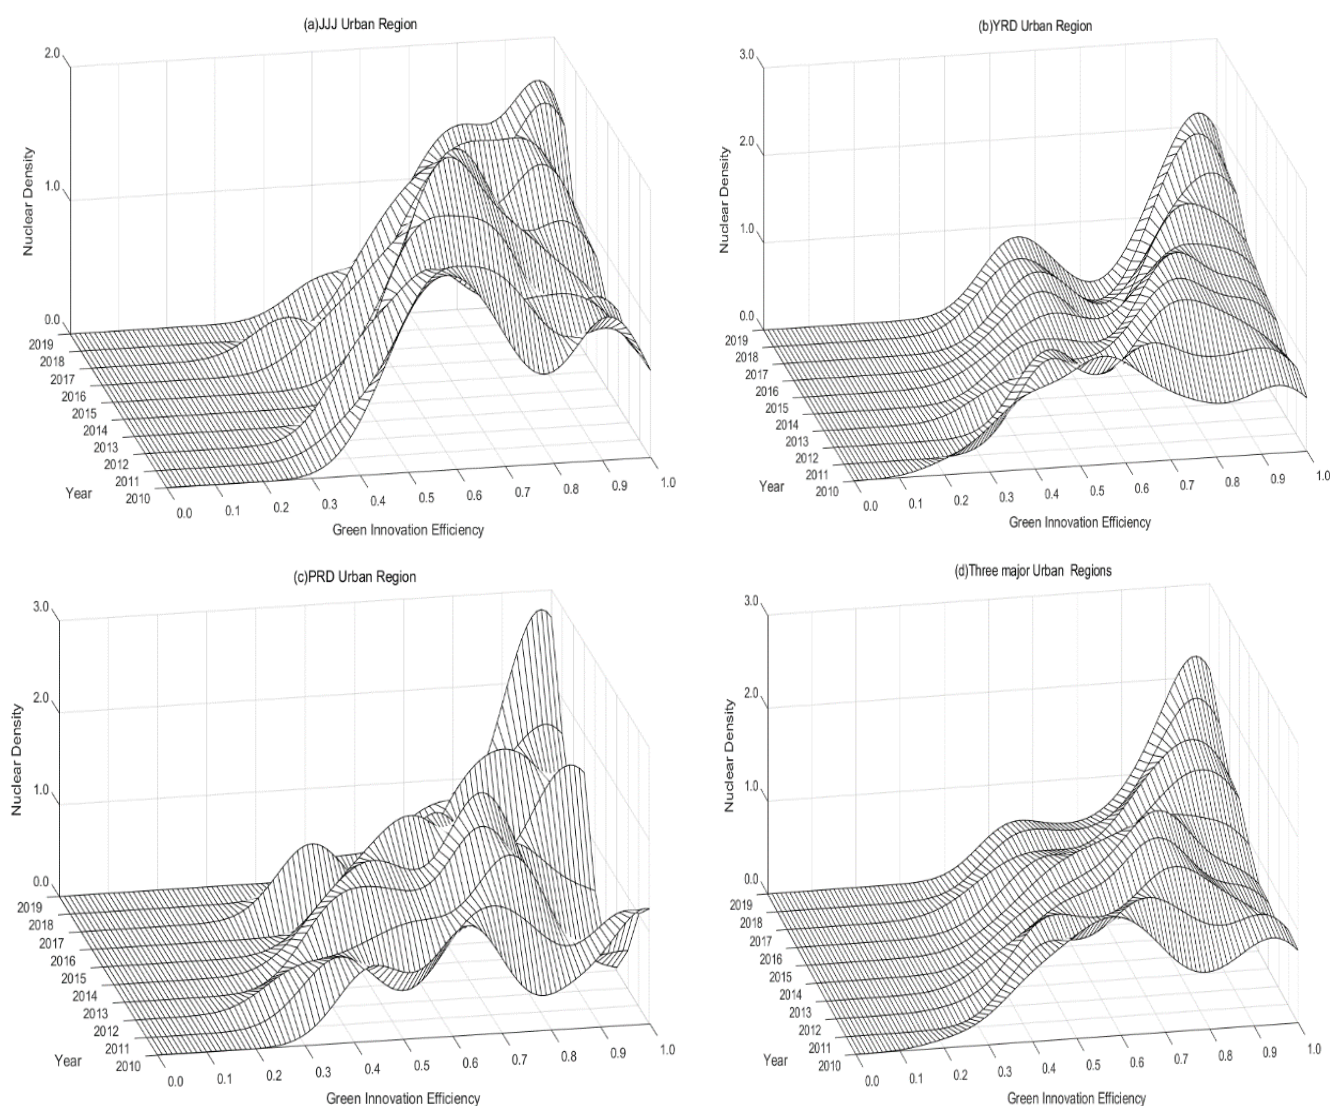 (a)JJJ Urban Region
2.0
1.0
0.0
Nuclear Density
2019
2018
2017
2016
2015
2014
2013
2012
2011
2010
Year
0.0 0.1 0.2 0.3 0.4 0.5 0.6 0.7 0.8 0.9 1.0
Green Innovation Efficiency
(b)YRD Urban Region
3.0
2.0
1.0
0.0
Nuclear Density
2019
2018
2017
2016
2015
2014
2013
2012
2011
2010
Year
0.0 0.1 0.2 0.3 0.4 0.5 0.6 0.7 0.8 0.9 1.0
Green Innovation Efficiency
(c)PRD Urban Region
3.0
2.0
1.0
0.0
Nuclear Density
2019
2018
2017
2016
2015
2014
2013
2012
2011
2010
Year
0.0 0.1 0.2 0.3 0.4 0.5 0.6 0.7 0.8 0.9 1.0
Green Innovation Efficiency
(d)Three major Urban Regions
3.0
2.0
1.0
0.0
Nuclear Density
2019
2018
2017
2016
2015
2014
2013
2012
2011
2010
Year
0.0 0.1 0.2 0.3 0.4 0.5 0.6 0.7 0.8 0.9 1.0
Green Innovation Efficiency